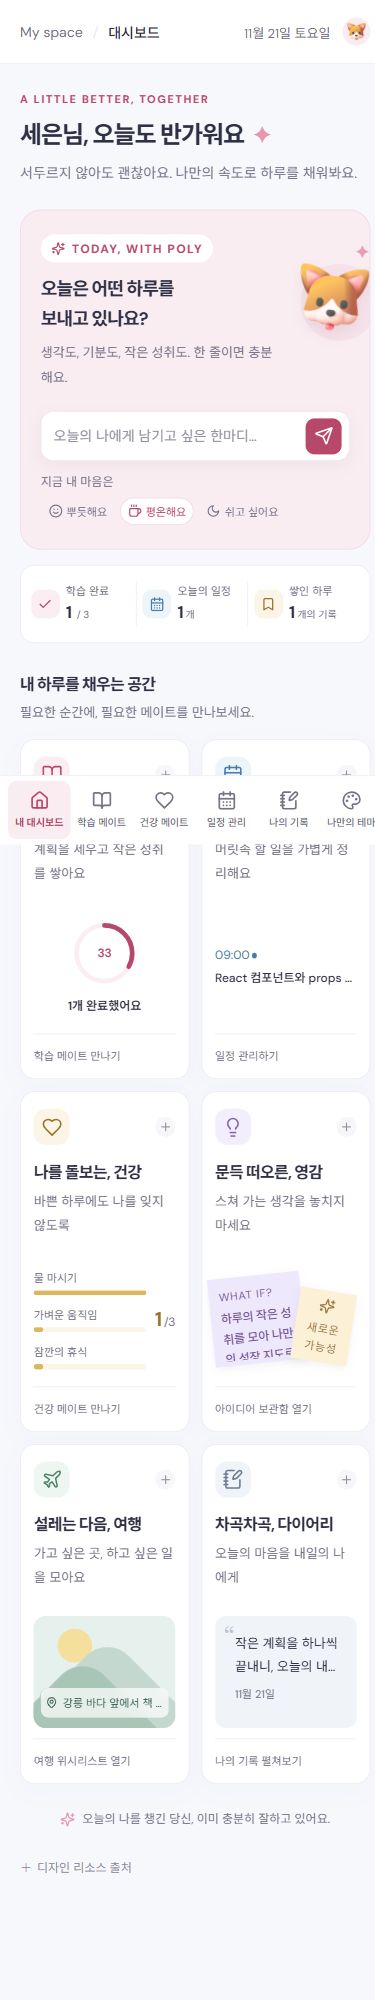 My space / 대시보드
11월 21일 토요일
A LITTLE BETTER, TOGETHER
세은님, 오늘도 반가워요
서두르지 않아도 괜찮아요. 나만의 속도로 하루를 채워봐요.
TODAY, WITH POLY
오늘은 어떤 하루를
보내고 있나요?
생각도, 기분도, 작은 성취도. 한 줄이면 충분
해요.
오늘의 나에게 남기고 싶은 한마디...
지금 내 마음은
뿌듯해요
평온해요
쉬고 싶어요
학습 완료
1 / 3
오늘의 일정
1 개
쌓인 하루
1 개의 기록
내 하루를 채우는 공간
필요한 순간에, 필요한 메이트를 만나보세요.
내 대시보드
학습 메이트
건강 메이트
일정 관리
나의 기록
나만의 테마
계획을 세우고 작은 성취
를 쌓아요
33
1개 완료했어요
학습 메이트 만나기
머릿속 할 일을 가볍게 정
리해요
09:00
React 컴포넌트와 props ...
일정 관리하기
나를 돌보는, 건강
바쁜 하루에도 나를 잊지
않도록
물 마시기
가벼운 움직임
잠깐의 휴식
1/3
건강 메이트 만나기
문득 떠오른, 영감
스쳐 가는 생각을 놓치지
마세요
WHAT IF?
하루의 작은 성
취를 모아 나만
의 성장 지도로
새로운
가능성
아이디어 보관함 열기
설레는 다음, 여행
가고 싶은 곳, 하고 싶은 일
을 모아요
강릉 바다 앞에서 책 ...
여행 위시리스트 열기
차곡차곡, 다이어리
오늘의 마음을 내일의 나
에게
“
작은 계획을 하나씩
끝내니, 오늘의 내...
11월 21일
나의 기록 펼쳐보기
오늘의 나를 챙긴 당신, 이미 충분히 잘하고 있어요.
+ 디자인 리소스 출처